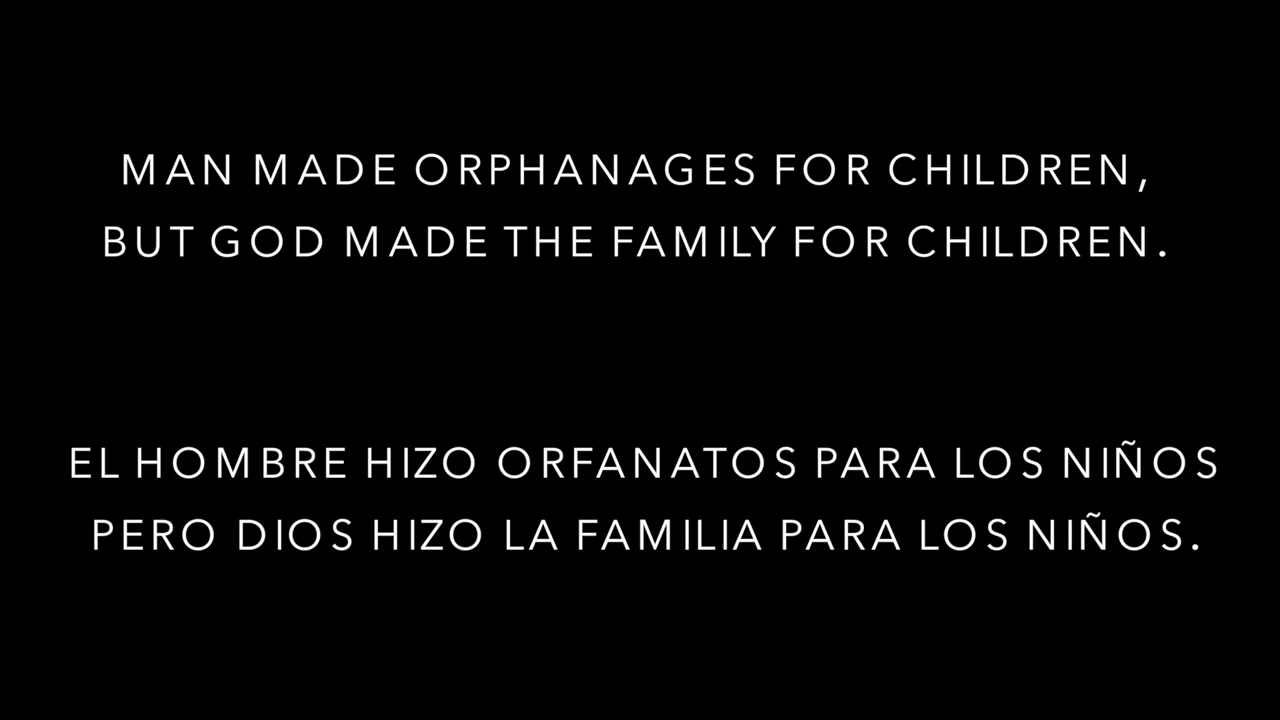 MAN MADE ORPHANAGES FOR CHILDREN,
BUT GOD MADE THE FAMILY FOR CHILDREN.
EL HOMBRE HIZO ORFANATOS PARA LOS NIÑOS
PERO DIOS HIZO LA FAMILIA PARA LOS NIÑOS.